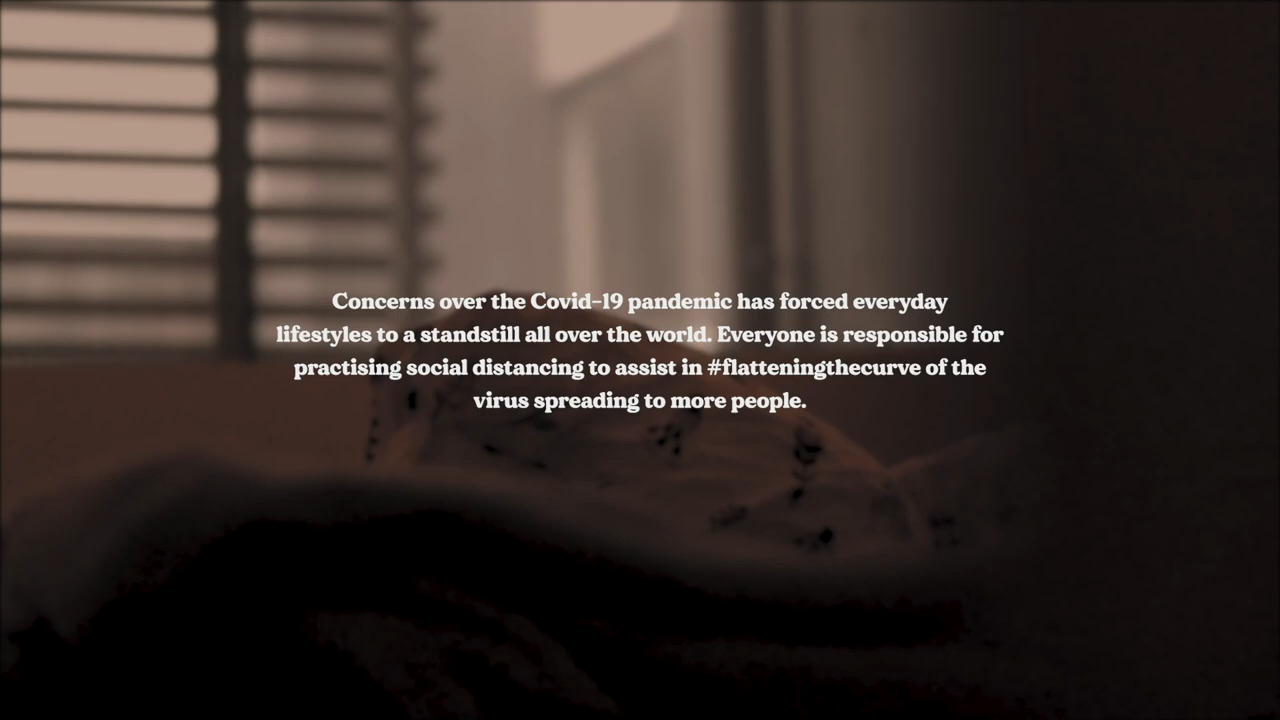 Concerns over the Covid-19 pandemic has forced everyday
lifestyles to a standstill all over the world. Everyone is responsible for
practising social distancing to assist in #flatteningthecurve of the
virus spreading to more people.